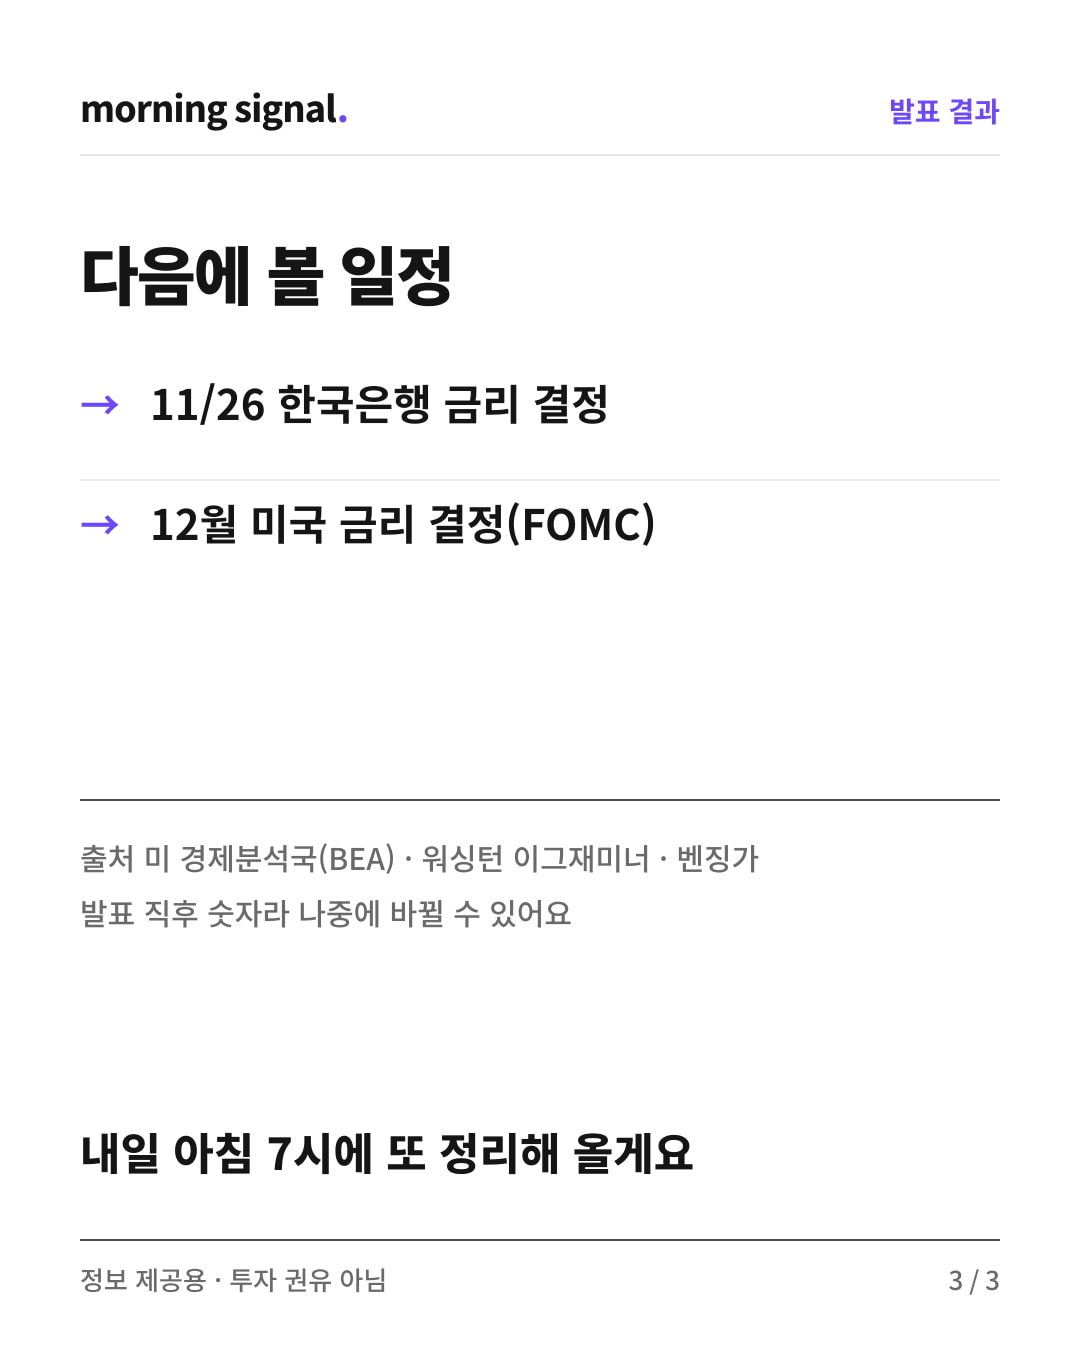 morning signal.
발표 결과
다음에 볼 일정
→ 11/26 한국은행 금리 결정
→ 12월 미국 금리 결정(FOMC)
출처 미 경제분석국(BEA) · 워싱턴 이그재미너 · 벤징가
발표 직후 숫자라 나중에 바뀔 수 있어요
내일 아침 7시에 또 정리해 올게요
정보 제공용 · 투자 권유 아님
3 / 3